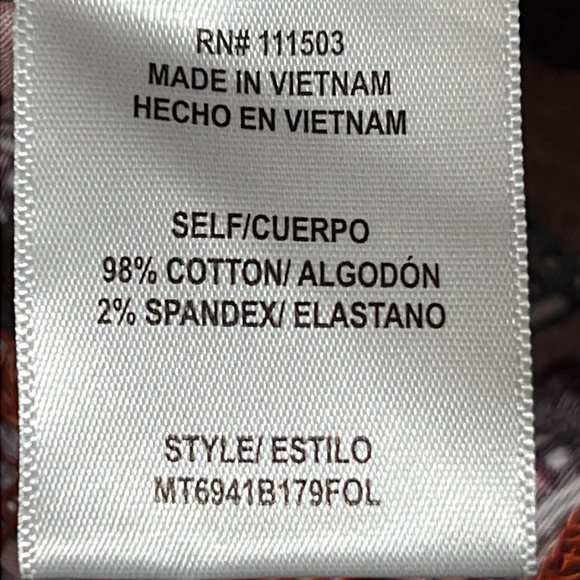 RN# 111503
MADE IN VIETNAM
HECHO EN VIETNAM
SELF/CUERPO
98% COTTON/ ALGODÓN
2% SPANDEX/ ELASTANO
STYLE/ ESTILO
MT6941B179FOL